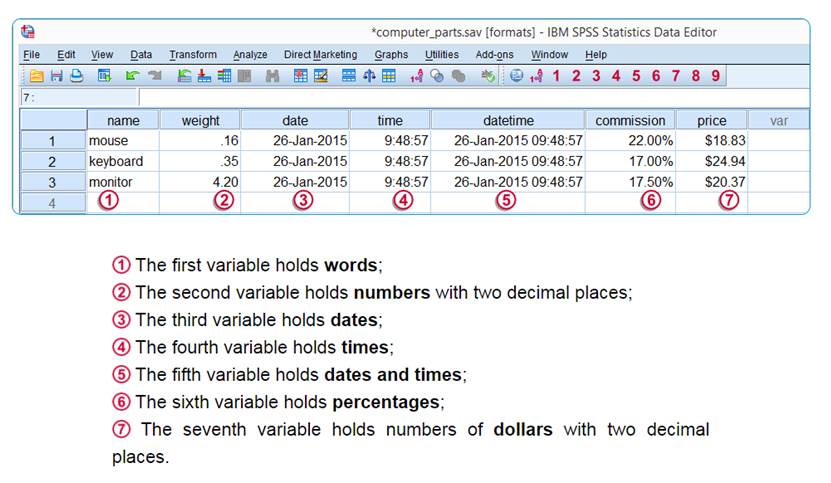 *computer_parts.sav [formats] - IBM SPSS Statistics Data Editor
File Edit View Data Transform Analyze Direct Marketing Graphs Utilities Add-ons Window Help
1 2 3 4 5 6 7 8 9
7 :
name weight date time datetime commission price var
1 mouse .16 26-Jan-2015 9:48:57 26-Jan-2015 09:48:57 22.00% $18.83
2 keyboard .35 26-Jan-2015 9:48:57 26-Jan-2015 09:48:57 17.00% $24.94
3 monitor 4.20 26-Jan-2015 9:48:57 26-Jan-2015 09:48:57 17.50% $20.37
4 ① ② ③ ④ ⑤ ⑥ ⑦
① The first variable holds words;
② The second variable holds numbers with two decimal places;
③ The third variable holds dates;
④ The fourth variable holds times;
⑤ The fifth variable holds dates and times;
⑥ The sixth variable holds percentages;
⑦ The seventh variable holds numbers of dollars with two decimal
places.